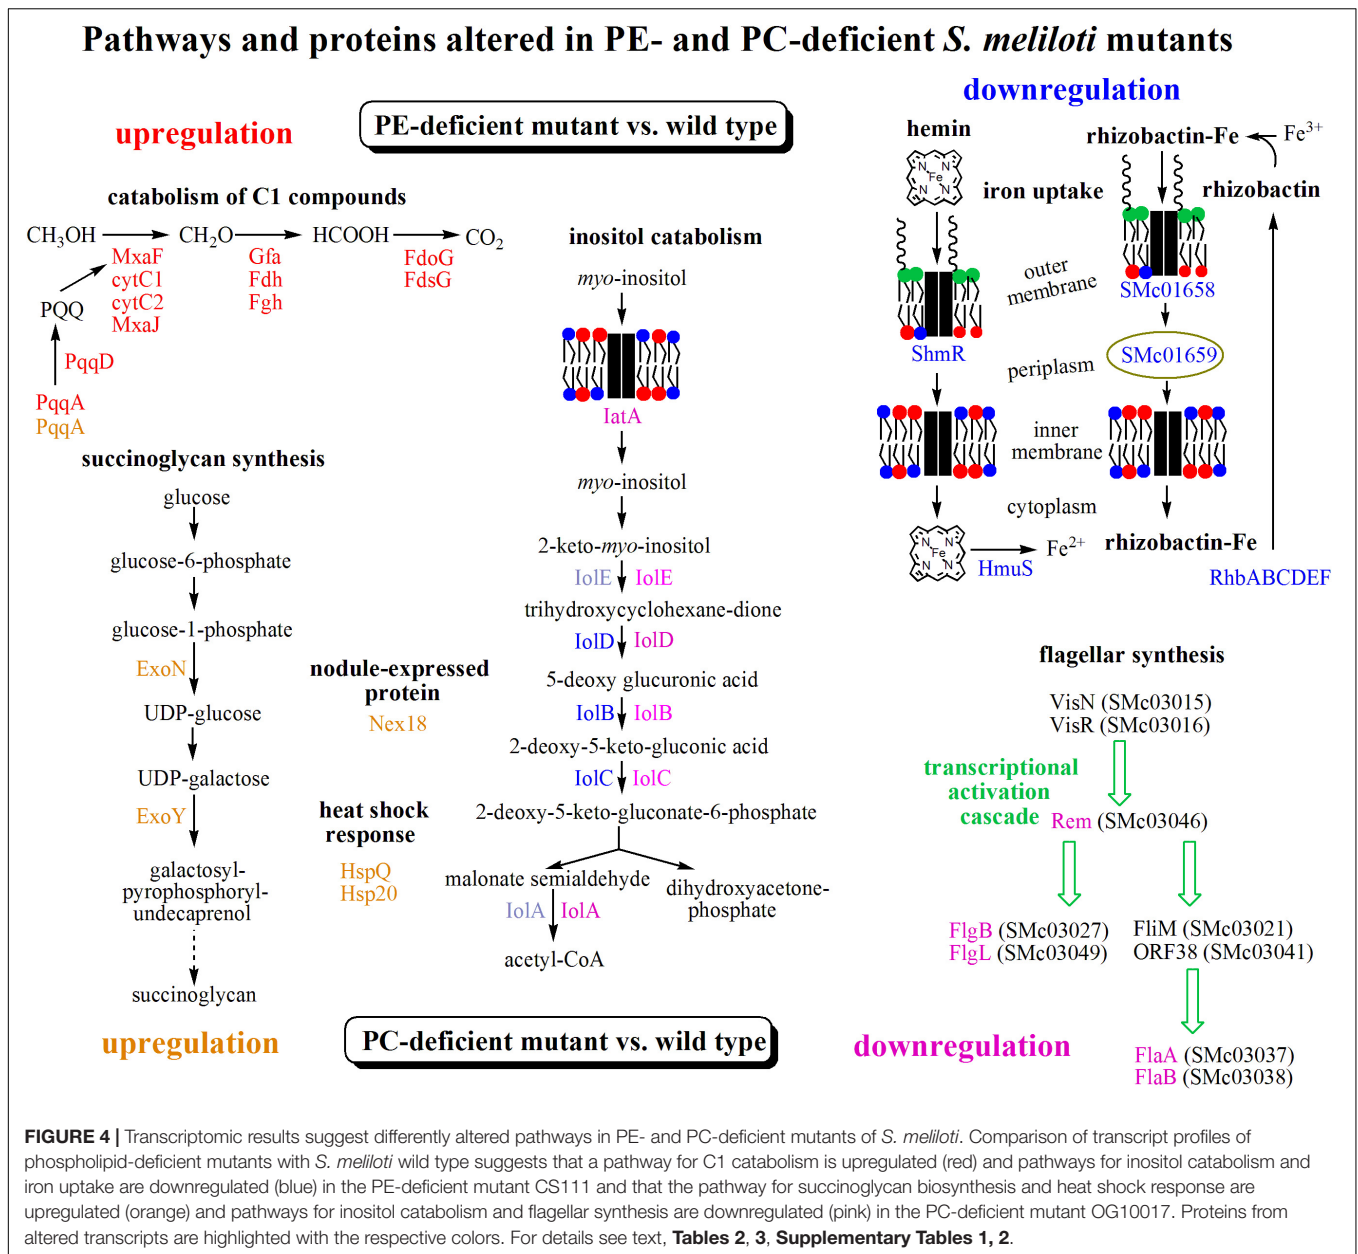 Pathways and proteins altered in PE- and PC-deficient S. meliloti mutants
upregulation
PE-deficient mutant vs. wild type
downregulation
catabolism of C1 compounds
CH3OH
CH2O
HCOOH
CO2
MxaF
cytC1
cytC2
MxaJ
Gfa
Fdh
Fgh
FdoG
FdsG
PQQ
PqqD
PqqA
PqqA
succinoglycan synthesis
glucose
glucose-6-phosphate
glucose-1-phosphate
ExoN
UDP-glucose
UDP-galactose
ExoY
galactosyl-
pyrophosphoryl-
undecaprenol
succinoglycan
upregulation
nodule-expressed
protein
Nex18
heat shock
response
HspQ
Hsp20
inositol catabolism
myo-inositol
IatA
myo-inositol
2-keto-myo-inositol
IolE IolE
trihydroxycyclohexane-dione
IolD IolD
5-deoxy glucuronic acid
IolB IolB
2-deoxy-5-keto-gluconic acid
IolC IolC
2-deoxy-5-keto-gluconate-6-phosphate
malonate semialdehyde
dihydroxyacetone-
phosphate
IolA IolA
acetyl-CoA
PC-deficient mutant vs. wild type
hemin
Fe
N N
N N
iron uptake
rhizobactin-Fe
Fe3+
rhizobactin
outer
membrane
ShmR
SMc01658
periplasm
SMc01659
inner
membrane
cytoplasm
Fe
N N
N N
HmuS
Fe2+
rhizobactin-Fe
RhbABCDEF
flagellar synthesis
VisN (SMc03015)
VisR (SMc03016)
transcriptional
activation
cascade
Rem (SMc03046)
FlgB (SMc03027)
FlgL (SMc03049)
FliM (SMc03021)
ORF38 (SMc03041)
downregulation
FlaA (SMc03037)
FlaB (SMc03038)
FIGURE 4 | Transcriptomic results suggest differently altered pathways in PE- and PC-deficient mutants of S. meliloti. Comparison of transcript profiles of
phospholipid-deficient mutants with S. meliloti wild type suggests that a pathway for C1 catabolism is upregulated (red) and pathways for inositol catabolism and
iron uptake are downregulated (blue) in the PE-deficient mutant CS111 and that the pathway for succinoglycan biosynthesis and heat shock response are
upregulated (orange) and pathways for inositol catabolism and flagellar synthesis are downregulated (pink) in the PC-deficient mutant OG10017. Proteins from
altered transcripts are highlighted with the respective colors. For details see text, Tables 2, 3, Supplementary Tables 1, 2.